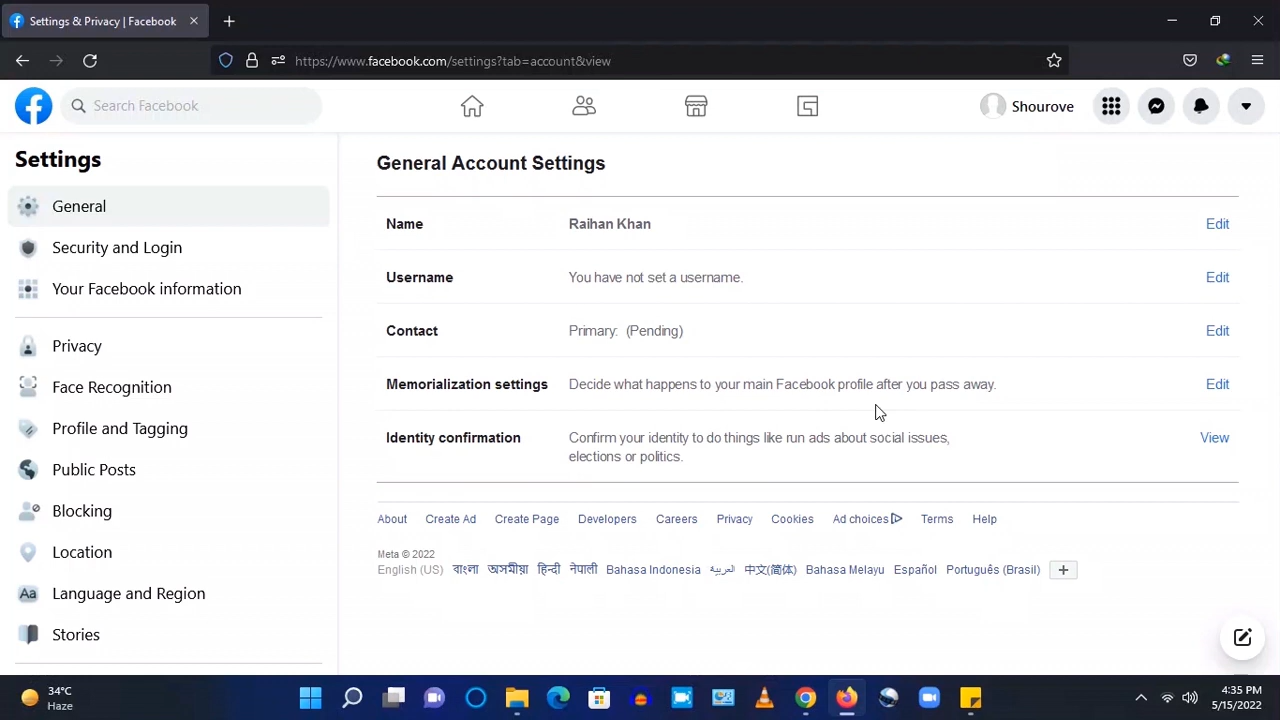 Settings & Privacy | Facebook
https://www.facebook.com/settings?tab=account&view
Search Facebook
Shourove
Settings
General
Security and Login
Your Facebook information
Privacy
Face Recognition
Profile and Tagging
Public Posts
Blocking
Location
Aa Language and Region
Stories
General Account Settings
Name Raihan Khan Edit
Username You have not set a username. Edit
Contact Primary: (Pending) Edit
Memorialization settings Decide what happens to your main Facebook profile after you pass away. Edit
Identity confirmation Confirm your identity to do things like run ads about social issues, View
elections or politics.
About Create Ad Create Page Developers Careers Privacy Cookies Ad choices Terms Help
Meta © 2022
English (US) বাংলা অসমীয়া हिन्दी नेपाली Bahasa Indonesia العربية 中文(简体) Bahasa Melayu Español Português (Brasil)
34°C
Haze
4:35 PM
5/15/2022